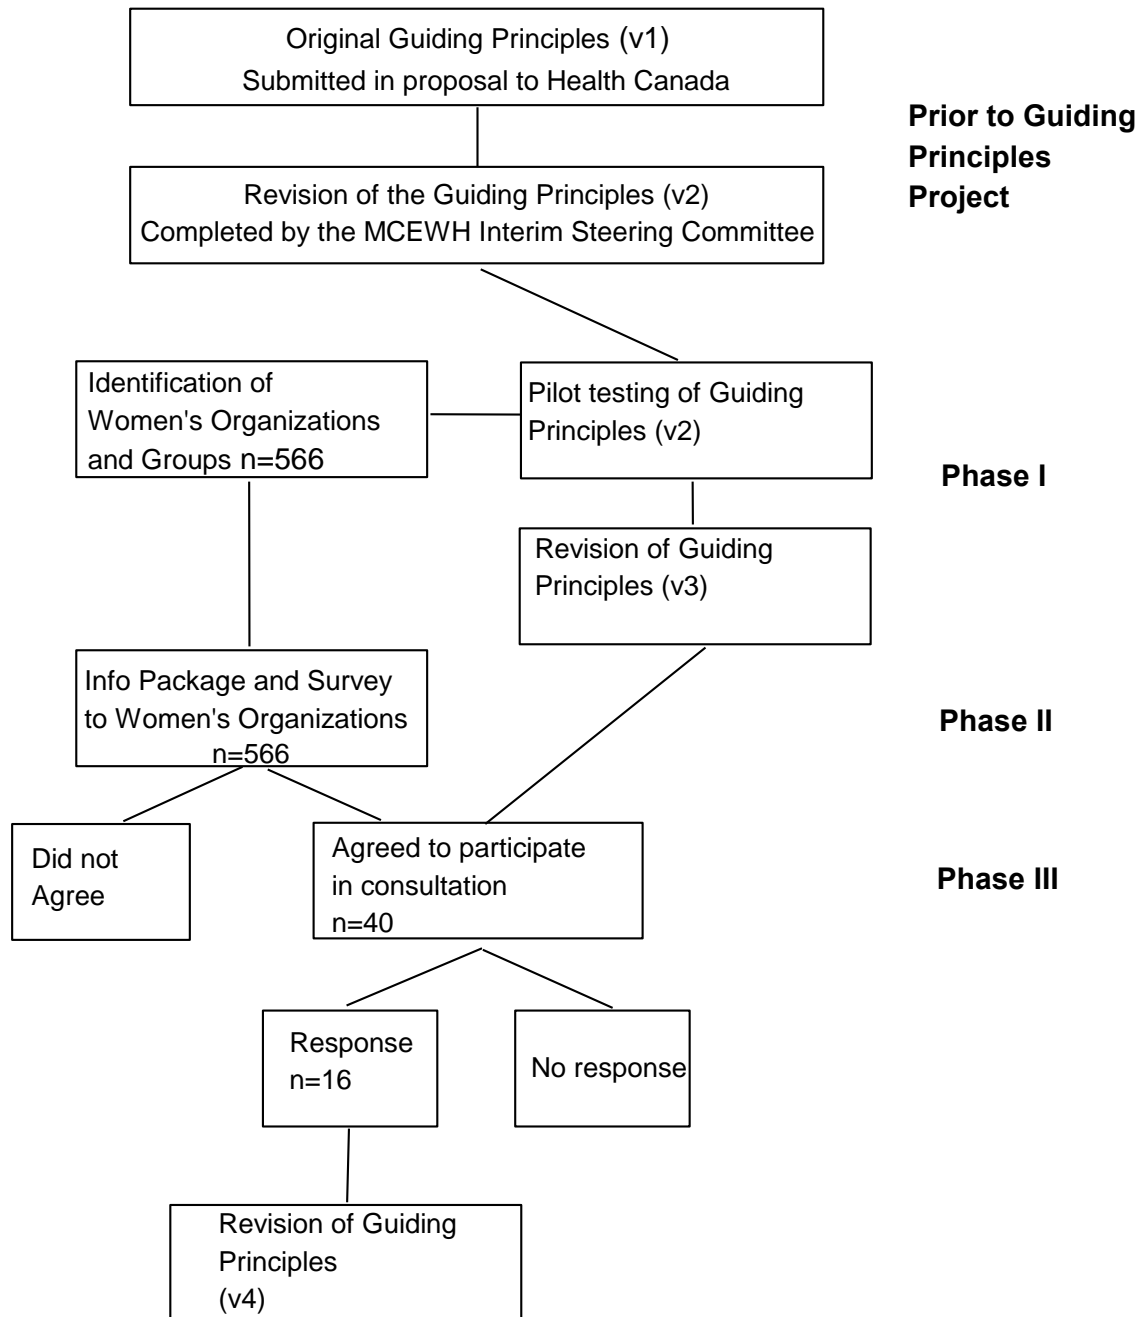 Original Guiding Principles (v1)
Submitted in proposal to Health Canada
Prior to Guiding
Principles
Project
Revision of the Guiding Principles (v2)
Completed by the MCEWH Interim Steering Committee
Identification of
Women's Organizations
and Groups n=566
Pilot testing of Guiding
Principles (v2)
Phase I
Revision of Guiding
Principles (v3)
Info Package and Survey
to Women's Organizations
n=566
Phase II
Did not
Agree
Agreed to participate
in consultation
n=40
Phase III
Response
n=16
No response
Revision of Guiding
Principles
(v4)